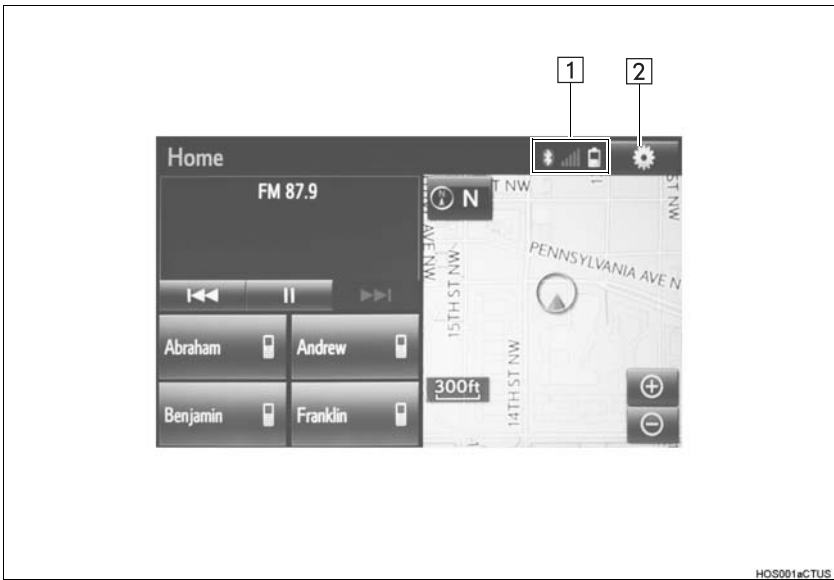 1 2
Home
FM 87.9
N N
T NW
ST NW
AVE NW
PENNSYLVANIA AVE N
15TH ST NW
Abraham Andrew
300ft
14TH ST NW
Benjamin Franklin
HOS001aCTUS